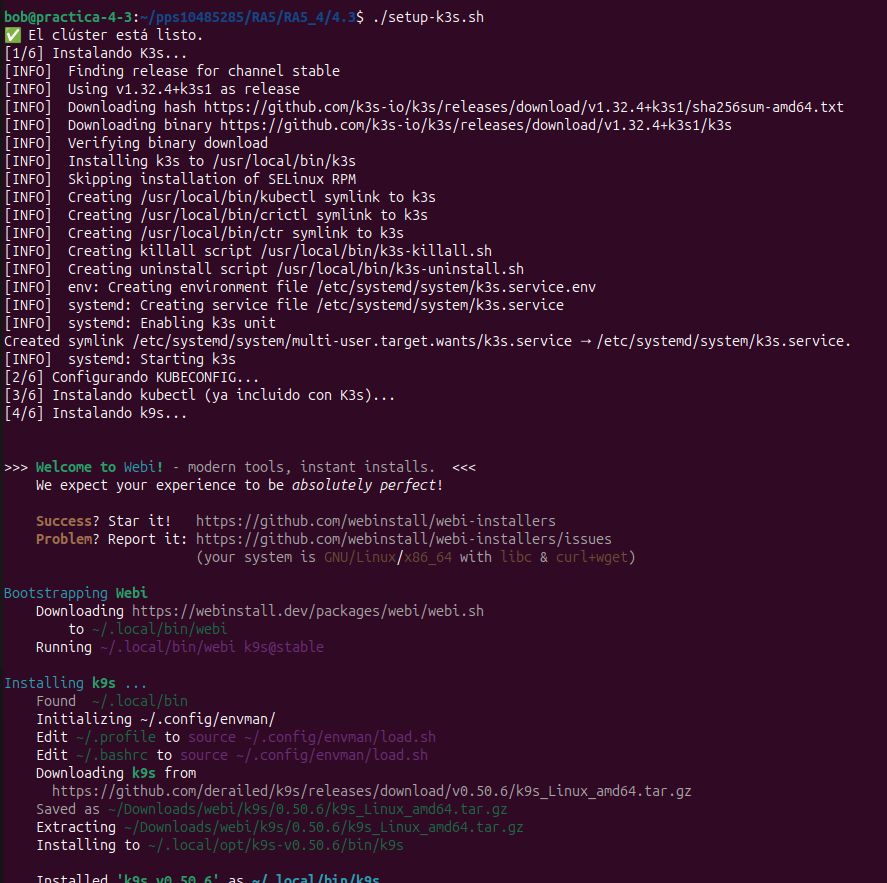 bob@practica-4-3:~/pps10485285/RA5/RA5_4/4.3$ ./setup-k3s.sh
✅ El clúster está listo.
[1/6] Instalando K3s...
[INFO]  Finding release for channel stable
[INFO]  Using v1.32.4+k3s1 as release
[INFO]  Downloading hash https://github.com/k3s-io/k3s/releases/download/v1.32.4+k3s1/sha256sum-amd64.txt
[INFO]  Downloading binary https://github.com/k3s-io/k3s/releases/download/v1.32.4+k3s1/k3s
[INFO]  Verifying binary download
[INFO]  Installing k3s to /usr/local/bin/k3s
[INFO]  Skipping installation of SELinux RPM
[INFO]  Creating /usr/local/bin/kubectl symlink to k3s
[INFO]  Creating /usr/local/bin/crictl symlink to k3s
[INFO]  Creating /usr/local/bin/ctr symlink to k3s
[INFO]  Creating killall script /usr/local/bin/k3s-killall.sh
[INFO]  Creating uninstall script /usr/local/bin/k3s-uninstall.sh
[INFO]  env: Creating environment file /etc/systemd/system/k3s.service.env
[INFO]  systemd: Creating service file /etc/systemd/system/k3s.service
[INFO]  systemd: Enabling k3s unit
Created symlink /etc/systemd/system/multi-user.target.wants/k3s.service → /etc/systemd/system/k3s.service.
[INFO]  systemd: Starting k3s
[2/6] Configurando KUBECONFIG...
[3/6] Instalando kubectl (ya incluido con K3s)...
[4/6] Instalando k9s...
>>> Welcome to Webi! - modern tools, instant installs.  <<<
We expect your experience to be absolutely perfect!
Success? Star it!   https://github.com/webinstall/webi-installers
Problem? Report it: https://github.com/webinstall/webi-installers/issues
(your system is GNU/Linux/x86_64 with libc & curl+wget)
Bootstrapping Webi
Downloading https://webinstall.dev/packages/webi/webi.sh
to ~/.local/bin/webi
Running ~/.local/bin/webi k9s@stable
Installing k9s ...
Found  ~/.local/bin
Initializing ~/.config/envman/
Edit ~/.profile to source ~/.config/envman/load.sh
Edit ~/.bashrc to source ~/.config/envman/load.sh
Downloading k9s from
https://github.com/derailed/k9s/releases/download/v0.50.6/k9s_Linux_amd64.tar.gz
Saved as ~/Downloads/webi/k9s/0.50.6/k9s_Linux_amd64.tar.gz
Extracting ~/Downloads/webi/k9s/0.50.6/k9s_Linux_amd64.tar.gz
Installing to ~/.local/opt/k9s-v0.50.6/bin/k9s
Installed 'k9s v0.50.6' as ~/.local/bin/k9s